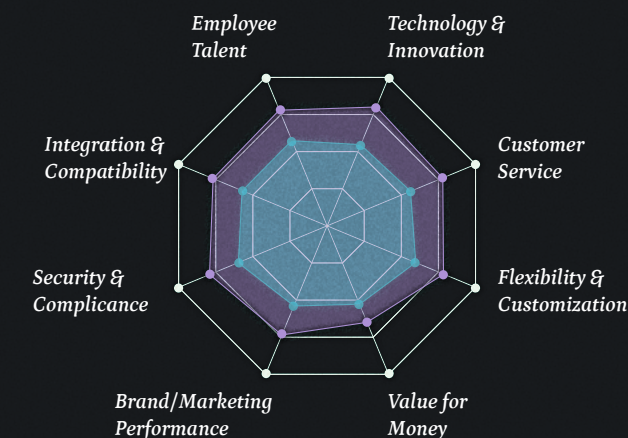 Employee
Talent
Technology &
Innovation
Integration &
Compatibility
Customer
Service
Security &
Complicance
Flexibility &
Customization
Brand/Marketing
Performance
Value for
Money